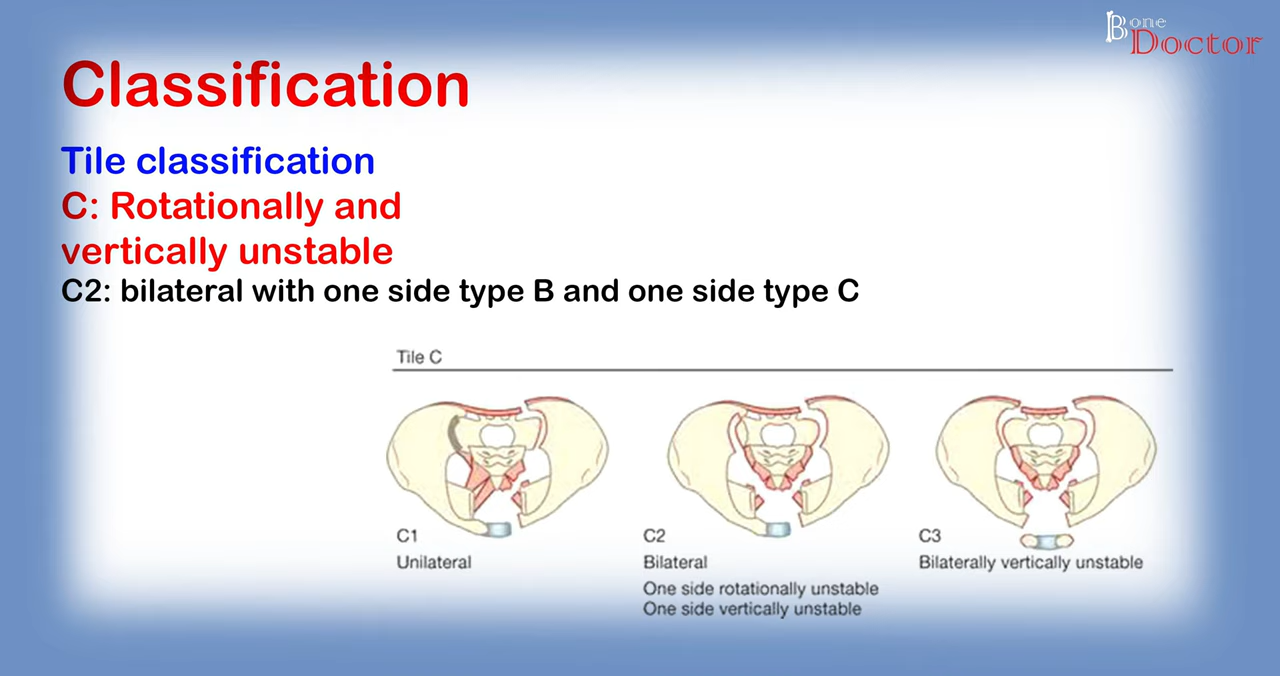 Bone
Doctor
Classification
Tile classification
C: Rotationally and
vertically unstable
C2: bilateral with one side type B and one side type C
Tile C
C1
Unilateral
C2
Bilateral
One side rotationally unstable
One side vertically unstable
C3
Bilaterally vertically unstable